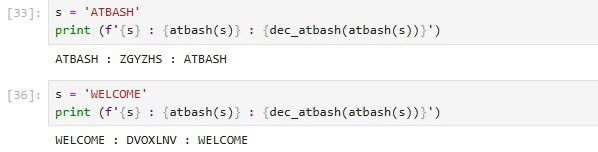 [33]: s = 'ATBASH'
print (f'{s} : {atbash(s)} : {dec_atbash(atbash(s))}')
ATBASH : ZGYZHS : ATBASH
[36]: s = 'WELCOME'
print (f'{s} : {atbash(s)} : {dec_atbash(atbash(s))}')
WELCOME : DVOXLNV : WELCOME